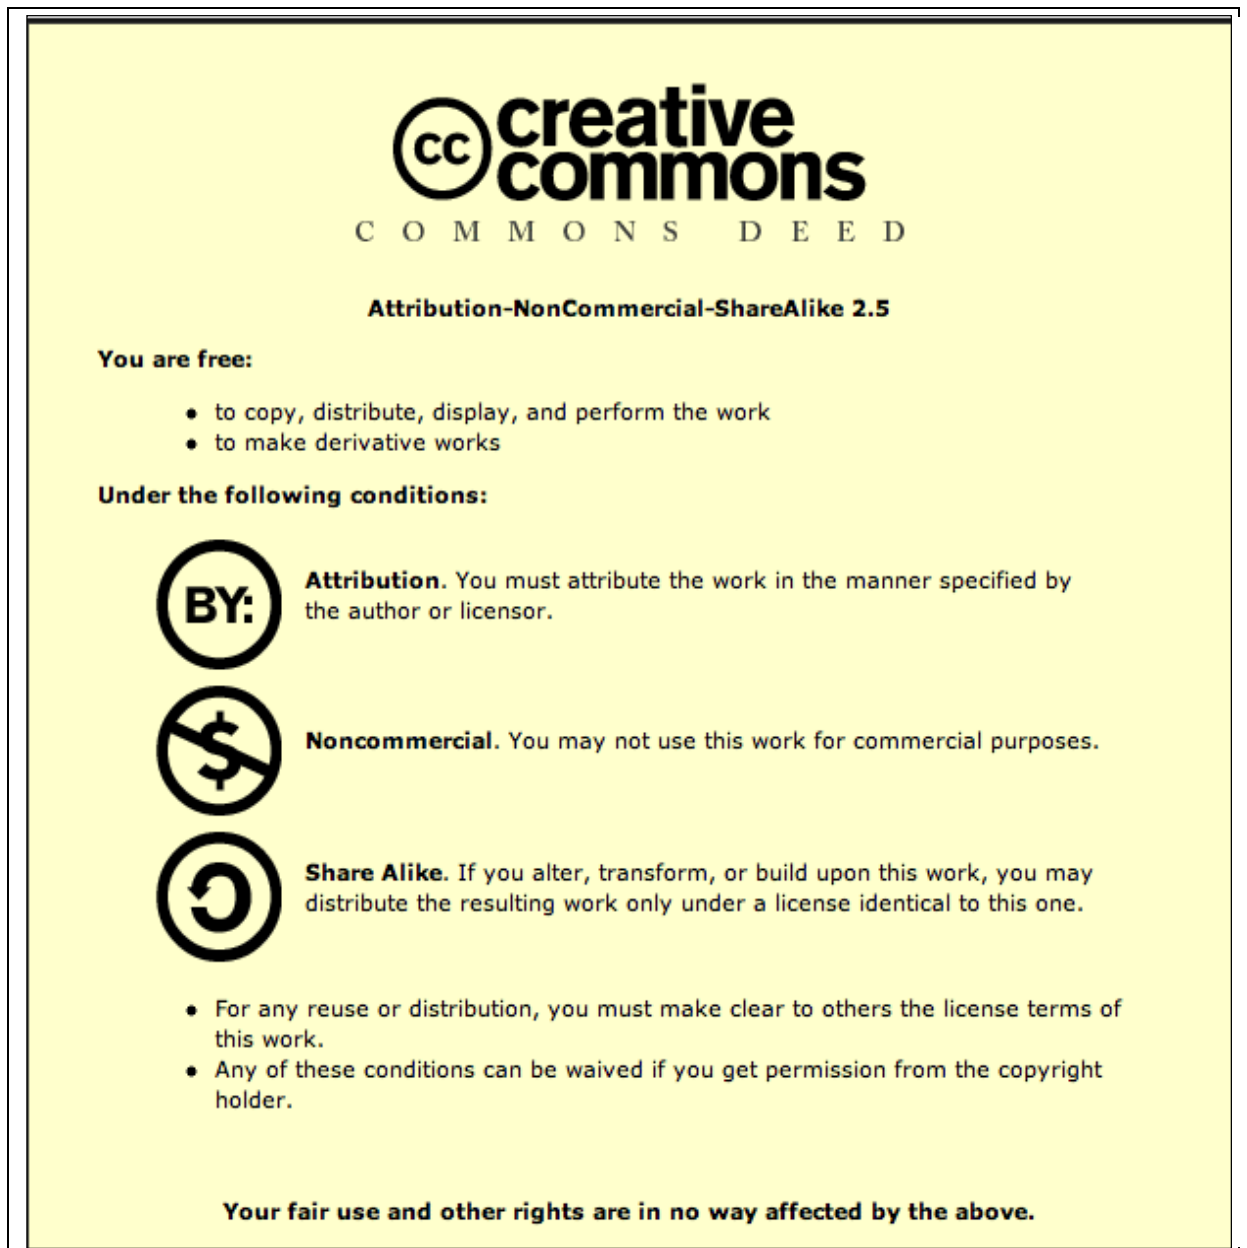 cc creative
commons
COMMONS DEED
Attribution-NonCommercial-ShareAlike 2.5
You are free:
• to copy, distribute, display, and perform the work
• to make derivative works
Under the following conditions:
BY:
Attribution. You must attribute the work in the manner specified by
the author or licensor.
$
Noncommercial. You may not use this work for commercial purposes.
Share Alike. If you alter, transform, or build upon this work, you may
distribute the resulting work only under a license identical to this one.
• For any reuse or distribution, you must make clear to others the license terms of
this work.
• Any of these conditions can be waived if you get permission from the copyright
holder.
Your fair use and other rights are in no way affected by the above.